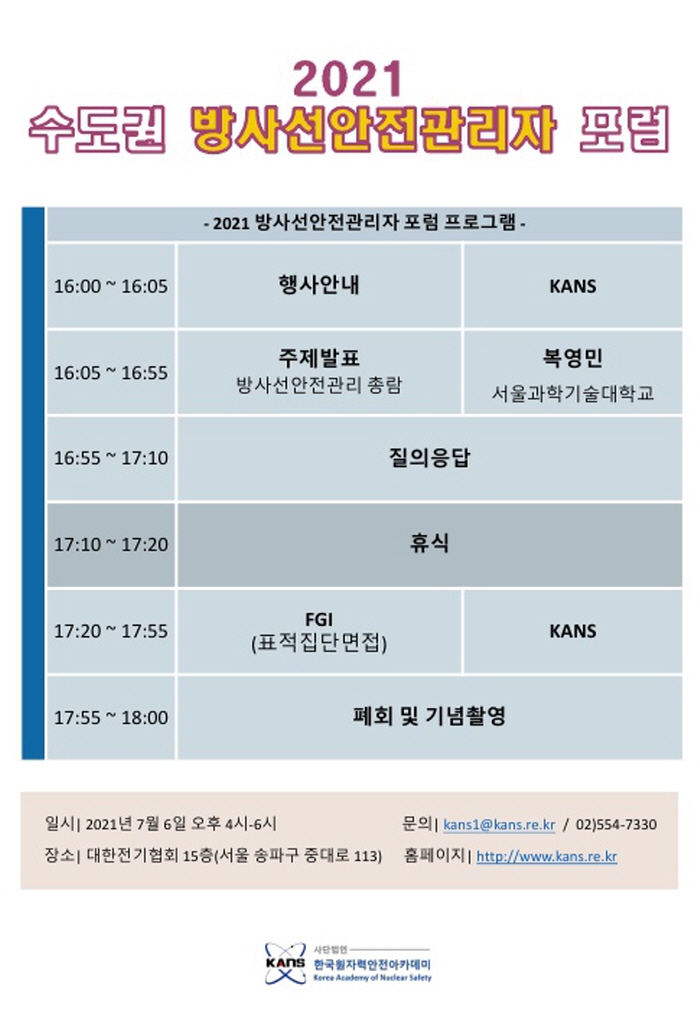 2021
수도권 방사선안전관리자 포럼
- 2021 방사선안전관리자 포럼 프로그램 -
16:00 ~ 16:05 행사안내 KANS
16:05 ~ 16:55 주제발표 복영민
방사선안전관리 총람 서울과학기술대학교
16:55 ~ 17:10 질의응답
17:10 ~ 17:20 휴식
17:20 ~ 17:55 FGI KANS
(표적집단면접)
17:55 ~ 18:00 폐회 및 기념촬영
일시| 2021년 7월 6일 오후 4시-6시 문의| kans1@kans.re.kr / 02)554-7330
장소| 대한전기협회 15층(서울 송파구 중대로 113) 홈페이지| http://www.kans.re.kr
사단법인
KANS 한국원자력안전아카데미
Korea Academy of Nuclear Safety